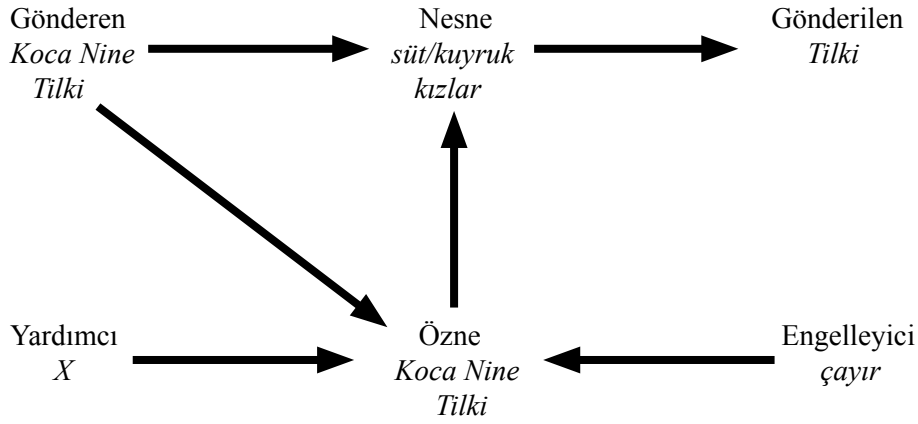 Gönderen
Koca Nine
Tilki
Nesne
süt/kuyruk
kızlar
Gönderilen
Tilki
Yardımcı
X
Özne
Koca Nine
Tilki
Engelleyici
çayır